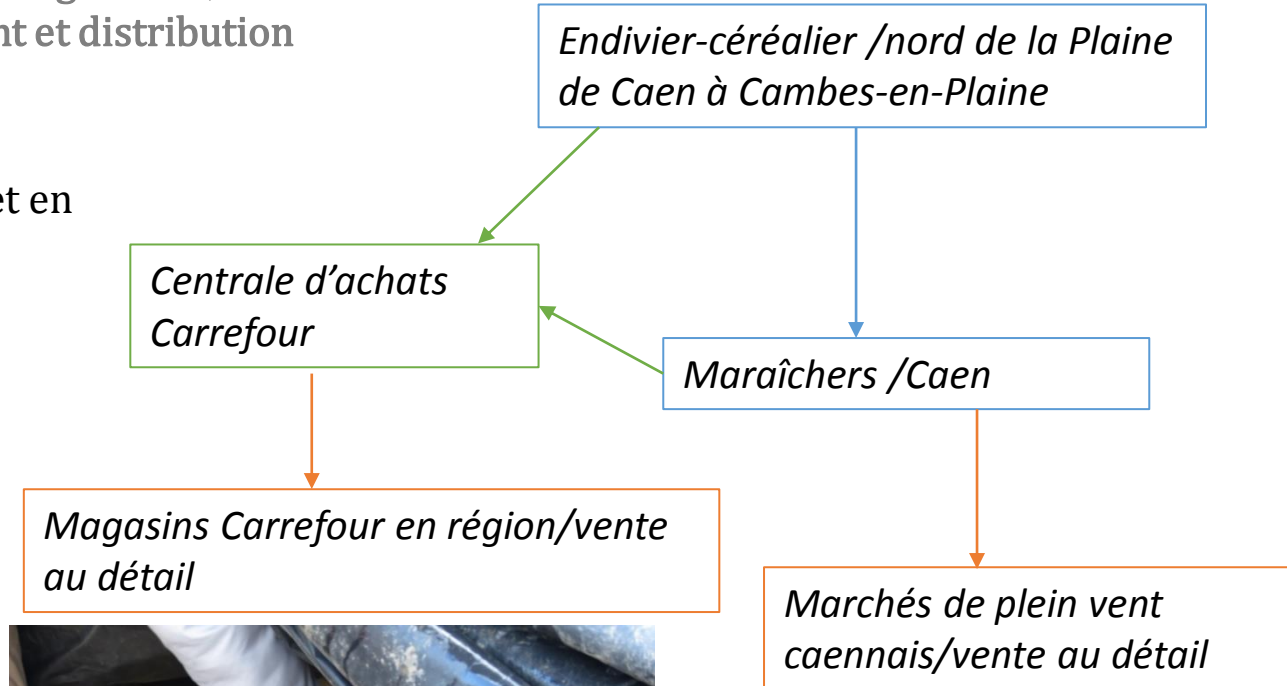 nt et distribution
Endivier-céréalier /nord de la Plaine
de Caen à Cambes-en-Plaine
et en
Centrale d’achats
Carrefour
Maraîchers /Caen
Magasins Carrefour en région/vente
au détail
Marchés de plein vent
caennais/vente au détail